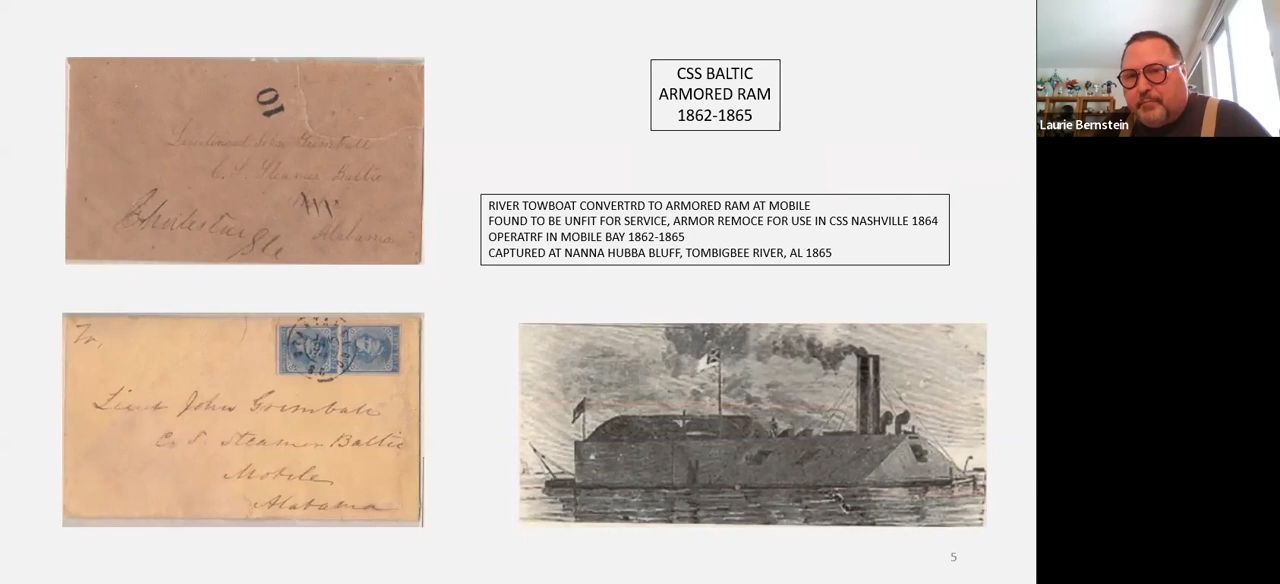 CSS BALTIC
ARMORED RAM
1862-1865
Laurie Bernstein
10
Lieutenant John Grimball
C. S. Steamer Baltic
Alabama
RIVER TOWBOAT CONVERTRD TO ARMORED RAM AT MOBILE
FOUND TO BE UNFIT FOR SERVICE, ARMOR REMOCE FOR USE IN CSS NASHVILLE 1864
OPERATRF IN MOBILE BAY 1862-1865
CAPTURED AT NANNA HUBBA BLUFF, TOMBIGBEE RIVER, AL 1865
To,
Lieut John Grimball
C. S. Steamer Baltic
Mobile
Alabama
5